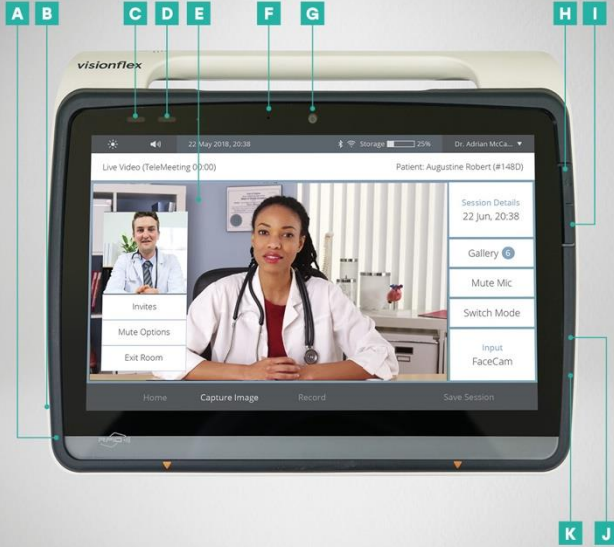 A B C D E F G H I
visionflex
22 May 2018, 20:38 Storage 25% Dr. Adrian McCa...
Live Video (TeleMeeting 00:00) Patient: Augustine Robert (#148D)
Session Details
22 Jun, 20:38
Gallery 6
Mute Mic
Switch Mode
Input
FaceCam
Invites
Mute Options
Exit Room
Home Capture Image Record Save Session
A
K J